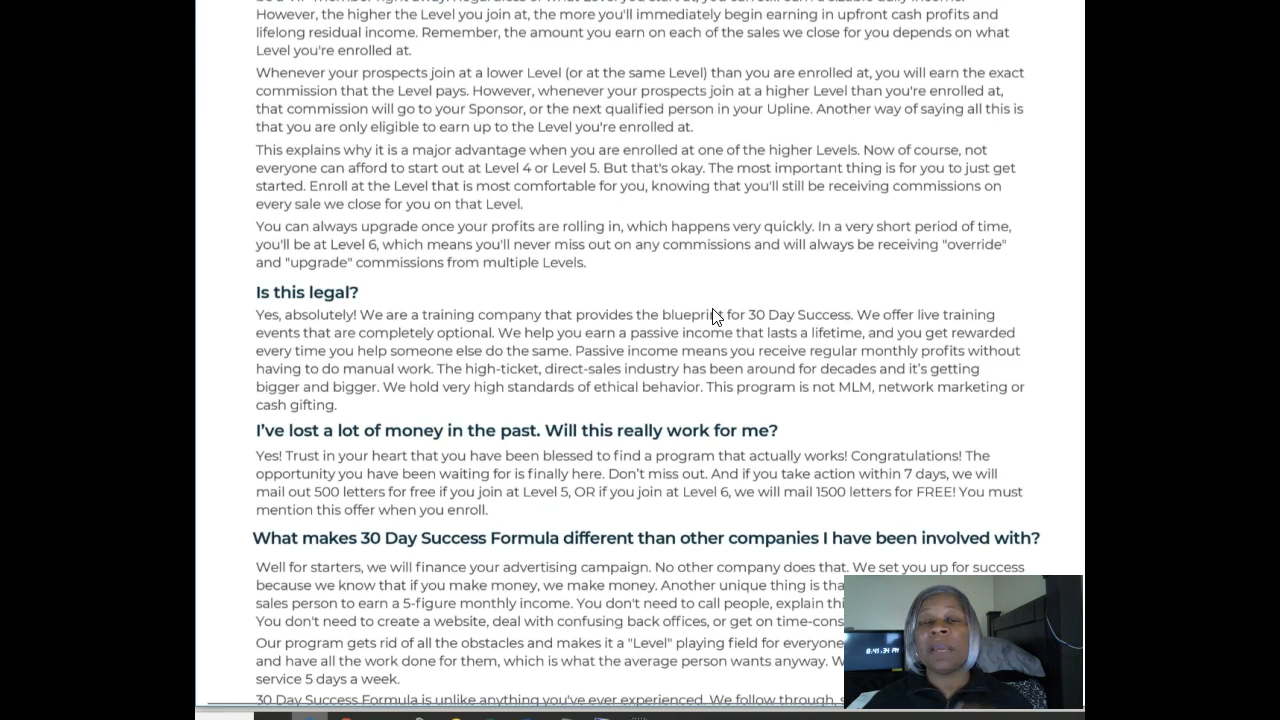 However, the higher the Level you join at, the more you'll immediately begin earning in upfront cash profits and
lifelong residual income. Remember, the amount you earn on each of the sales we close for you depends on what
Level you're enrolled at.
Whenever your prospects join at a lower Level (or at the same Level) than you are enrolled at, you will earn the exact
commission that the Level pays. However, whenever your prospects join at a higher Level than you're enrolled at,
that commission will go to your Sponsor, or the next qualified person in your Upline. Another way of saying all this is
that you are only eligible to earn up to the Level you're enrolled at.
This explains why it is a major advantage when you are enrolled at one of the higher Levels. Now of course, not
everyone can afford to start out at Level 4 or Level 5. But that's okay. The most important thing is for you to just get
started. Enroll at the Level that is most comfortable for you, knowing that you'll still be receiving commissions on
every sale we close for you on that Level.
You can always upgrade once your profits are rolling in, which happens very quickly. In a very short period of time,
you'll be at Level 6, which means you'll never miss out on any commissions and will always be receiving "override"
and "upgrade" commissions from multiple Levels.
Is this legal?
Yes, absolutely! We are a training company that provides the blueprint for 30 Day Success. We offer live training
events that are completely optional. We help you earn a passive income that lasts a lifetime, and you get rewarded
every time you help someone else do the same. Passive income means you receive regular monthly profits without
having to do manual work. The high-ticket, direct-sales industry has been around for decades and it's getting
bigger and bigger. We hold very high standards of ethical behavior. This program is not MLM, network marketing or
cash gifting.
I've lost a lot of money in the past. Will this really work for me?
Yes! Trust in your heart that you have been blessed to find a program that actually works! Congratulations! The
opportunity you have been waiting for is finally here. Don't miss out. And if you take action within 7 days, we will
mail out 500 letters for free if you join at Level 5, OR if you join at Level 6, we will mail 1500 letters for FREE! You must
mention this offer when you enroll.
What makes 30 Day Success Formula different than other companies I have been involved with?
Well for starters, we will finance your advertising campaign. No other company does that. We set you up for success
because we know that if you make money, we make money. Another unique thing is
sales person to earn a 5-figure monthly income. You don't need to call people, explain
You don't need to create a website, deal with confusing back offices, or get on
Our program gets rid of all the obstacles and makes it a "Level" playing field for everyone
and have all the work done for them, which is what the average person wants anyway.
service 5 days a week.
30 Day Success Formula is unlike anything you've ever experienced. We follow through,
8:41:34 AM